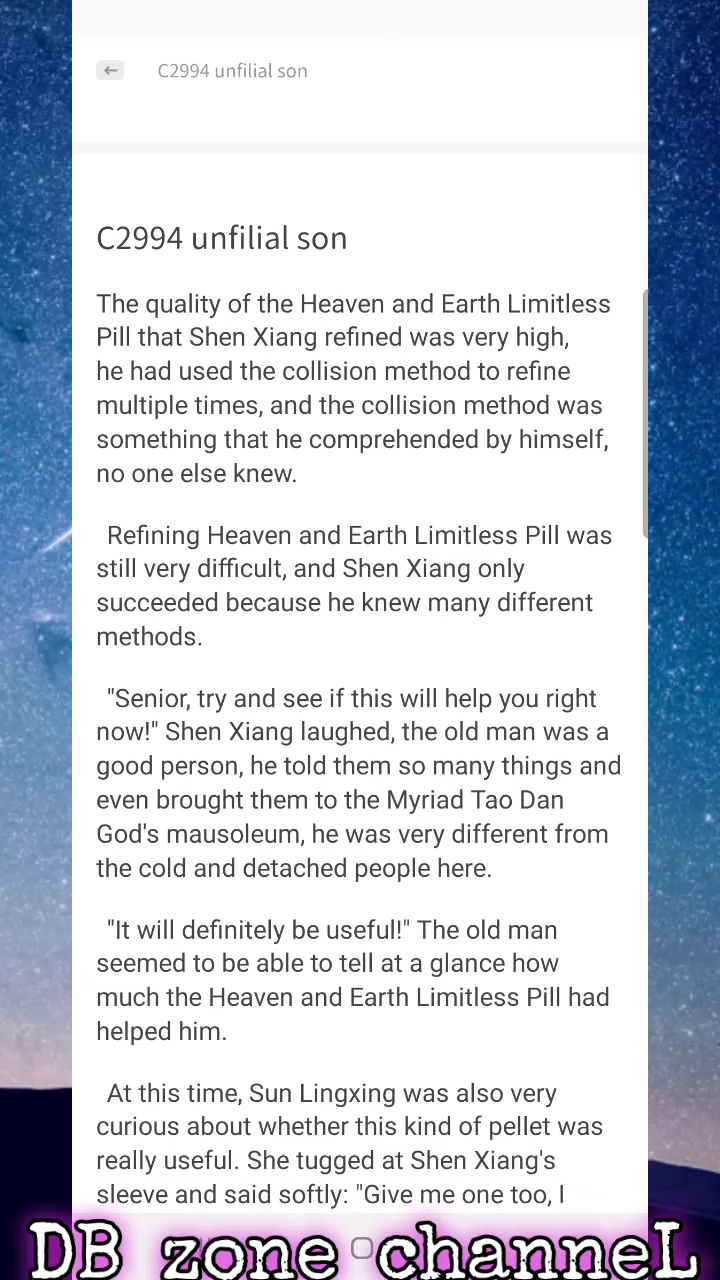 C2994 unfilial son
C2994 unfilial son
The quality of the Heaven and Earth Limitless
Pill that Shen Xiang refined was very high,
he had used the collision method to refine
multiple times, and the collision method was
something that he comprehended by himself,
no one else knew.
Refining Heaven and Earth Limitless Pill was
still very difficult, and Shen Xiang only
succeeded because he knew many different
methods.
"Senior, try and see if this will help you right
now!" Shen Xiang laughed, the old man was a
good person, he told them so many things and
even brought them to the Myriad Tao Dan
God's mausoleum, he was very different from
the cold and detached people here.
"It will definitely be useful!" The old man
seemed to be able to tell at a glance how
much the Heaven and Earth Limitless Pill had
helped him.
At this time, Sun Lingxing was also very
curious about whether this kind of pellet was
really useful. She tugged at Shen Xiang's
sleeve and said softly: "Give me one too, I
DB zone channeL